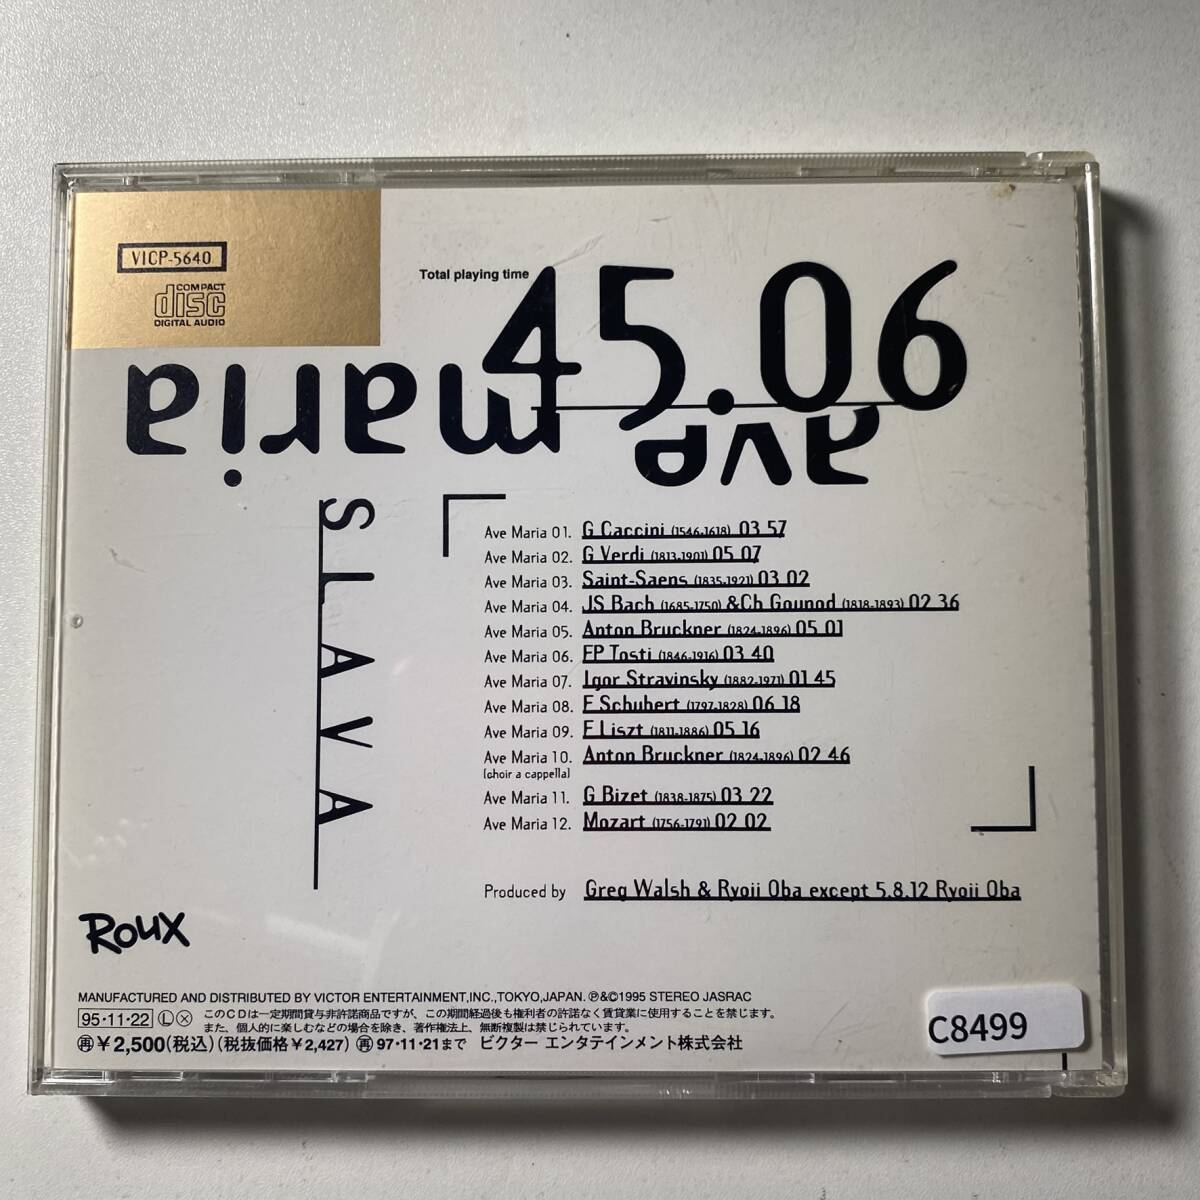 VICP-5640
COMPACT
disc
DIGITAL AUDIO
Total playing time 45.06
ave maria
SLAVA
Ave Maria 01. G Caccini (1546-1618) 03 57
Ave Maria 02. G Verdi (1813-1901) 05 07
Ave Maria 03. Saint-Saens (1835-1921) 03 02
Ave Maria 04. JS Bach (1685-1750) &Ch Gounod (1818-1893) 02 36
Ave Maria 05. Anton Bruckner (1824-1896) 05 01
Ave Maria 06. FP Tosti (1846-1916) 03 40
Ave Maria 07. Igor Stravinsky (1882-1971) 01 45
Ave Maria 08. F Schubert (1797-1828) 06 18
Ave Maria 09. F Liszt (1811-1886) 05 16
Ave Maria 10. Anton Bruckner (1824-1896) 02 46
(choir a cappella)
Ave Maria 11. G Bizet (1838-1875) 03 22
Ave Maria 12. Mozart (1756-1791) 02 02
Produced by Greg Walsh & Ryoji Oba except 5.8.12 Ryoji Oba
Roux
MANUFACTURED AND DISTRIBUTED BY VICTOR ENTERTAINMENT,INC.,TOKYO,JAPAN. ℗&©1995 STEREO JASRAC
95·11·22 Ⓛ Ⓧ このCDは一定期間貸与非許諾商品ですが、この期間経過後も権利者の許諾なく賃貸業に使用することを禁じます。
また、個人的に楽しむなどの場合を除き、著作権法上、無断複製は禁じられています。
再¥2,500(税込)(税抜価格¥2,427) 再97·11·21まで ビクター エンタテインメント株式会社
C8499